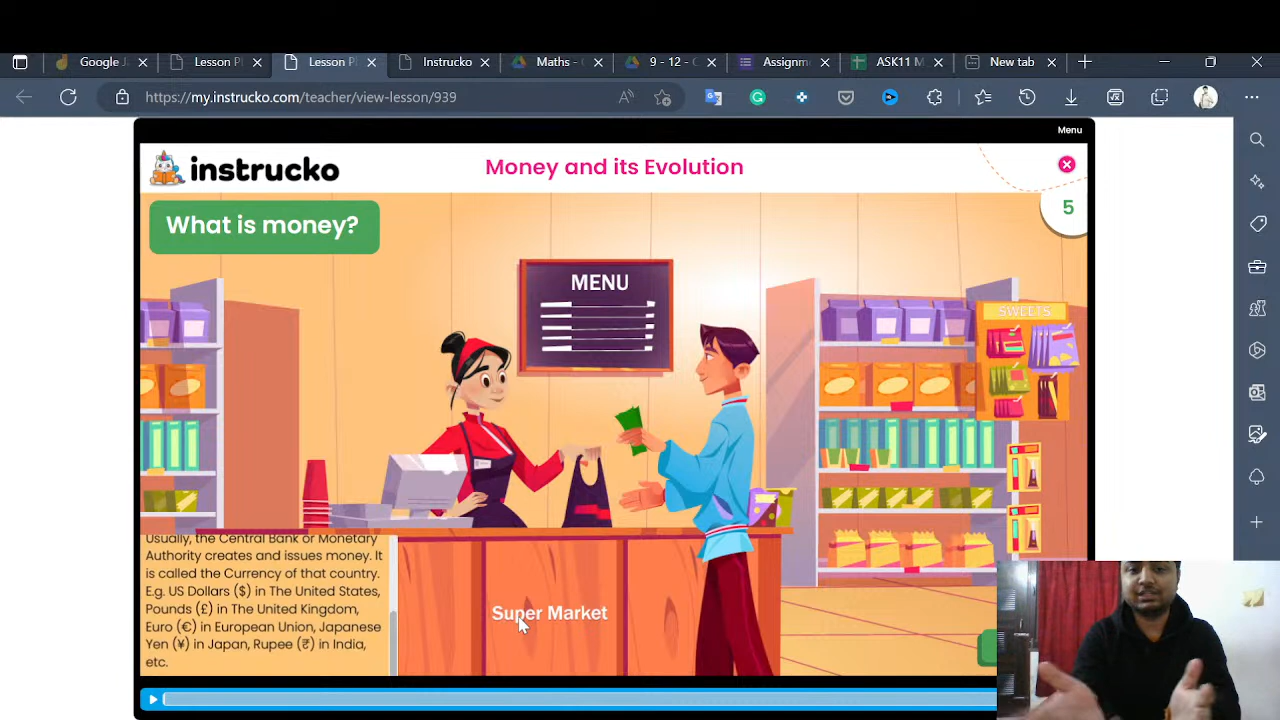 Google J
Lesson P
Lesson P
Instrucko
Maths - (
9 - 12 - C
Assignm
ASK11 M
New tab
https://my.instrucko.com/teacher/view-lesson/939
Menu
instrucko
Money and its Evolution
5
What is money?
MENU
SWEETS
Usually, the Central Bank or Monetary
Authority creates and issues money. It
is called the Currency of that country.
E.g. US Dollars ($) in The United States,
Pounds (£) in The United Kingdom,
Euro (€) in European Union, Japanese
Yen (¥) in Japan, Rupee (₹) in India,
etc.
Super Market